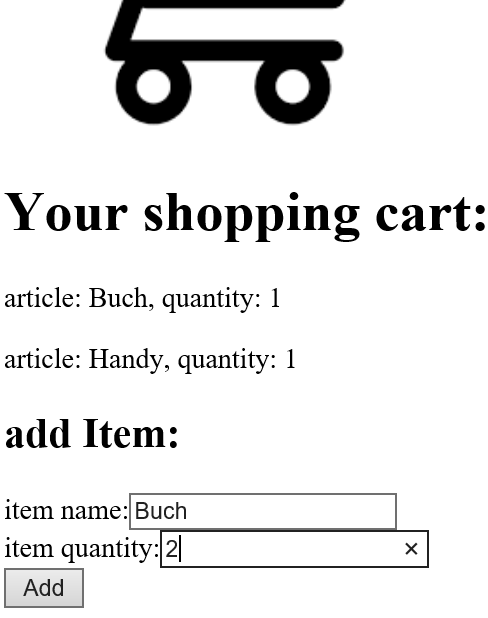 Your shopping cart:
article: Buch, quantity: 1
article: Handy, quantity: 1
add Item:
item name: Buch
item quantity: 2 ×
Add